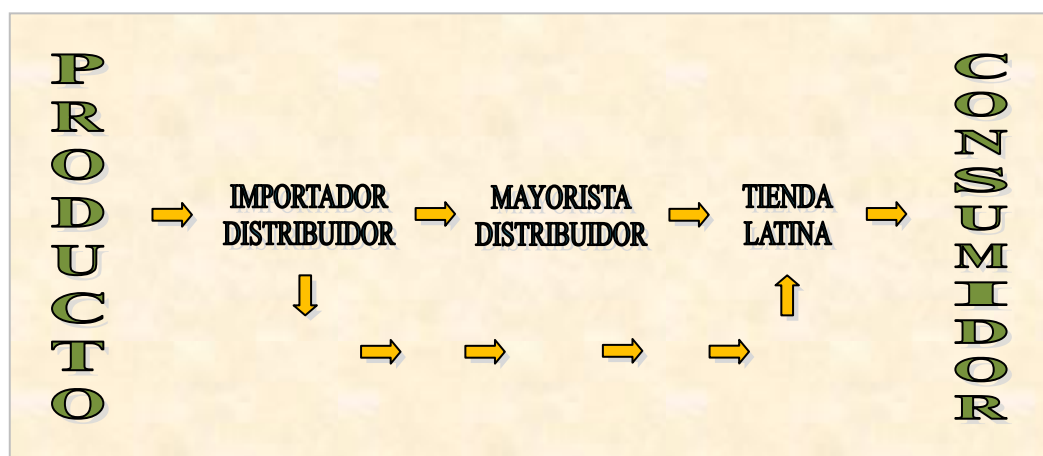 PRODUCTO
IMPORTADOR
DISTRIBUIDOR
MAYORISTA
DISTRIBUIDOR
TIENDA
LATINA
CONSUMIDOR